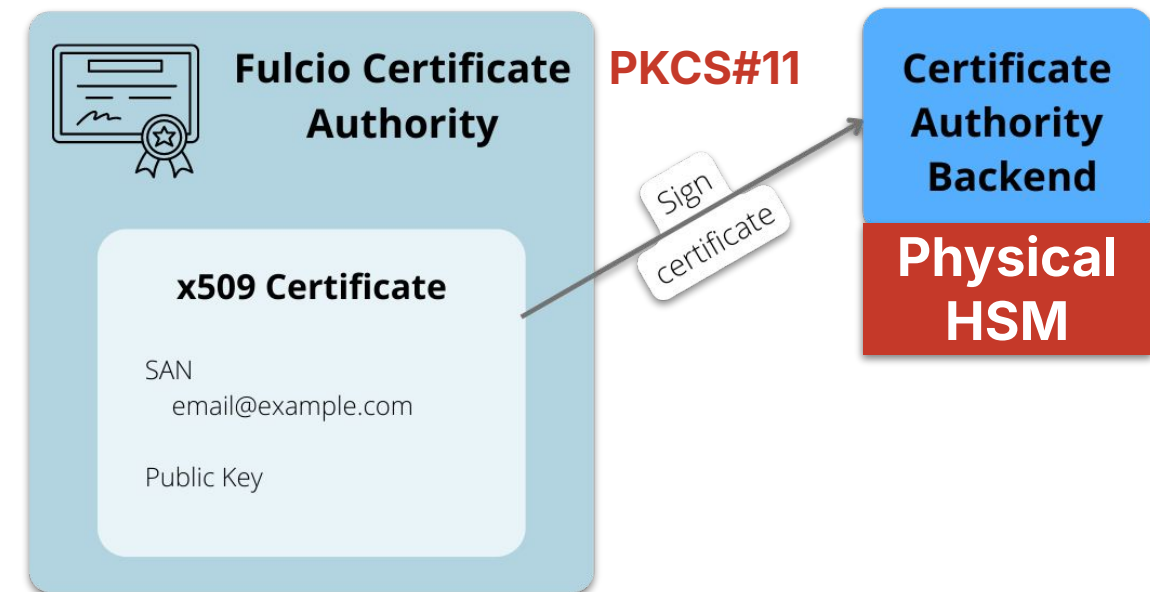 Fulcio Certificate
Authority
x509 Certificate
SAN
email@example.com
Public Key
PKCS#11
Sign
certificate
Certificate
Authority
Backend
Physical
HSM